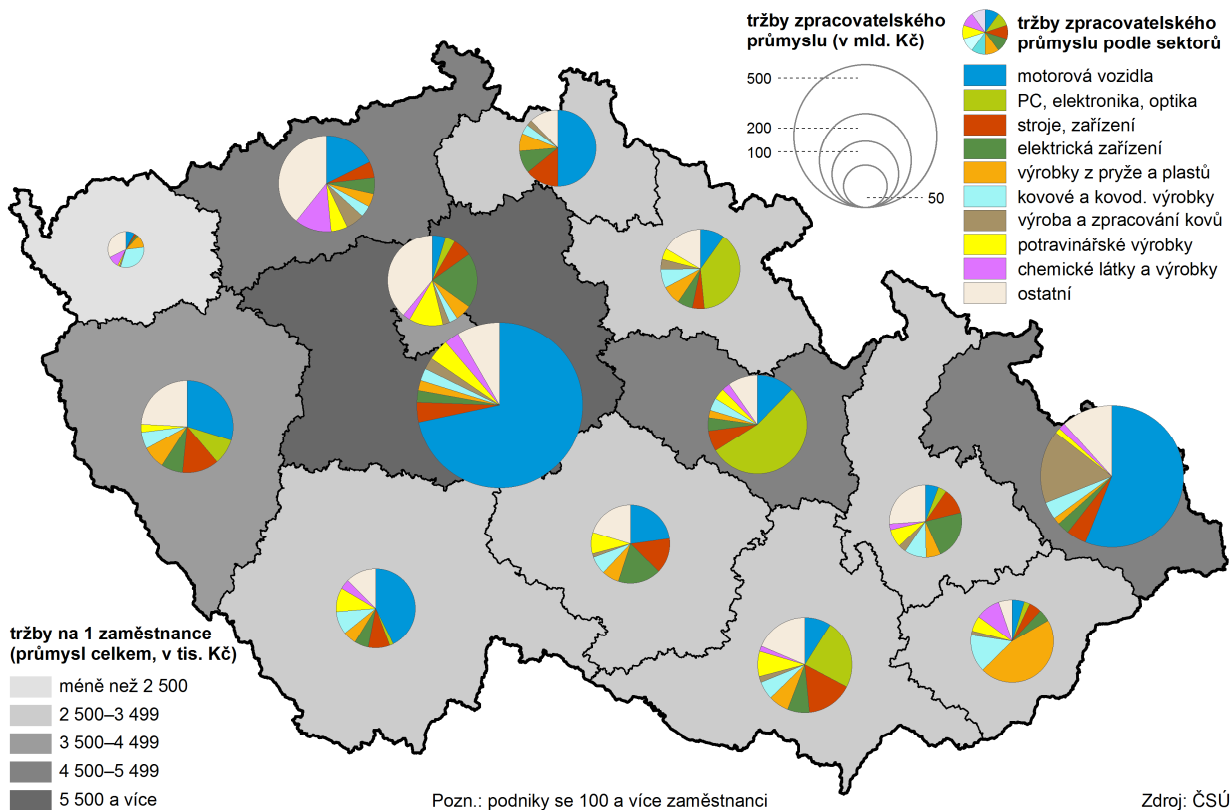 tržby zpracovatelského
průmyslu (v mld. Kč)
500
200
100
50
tržby zpracovatelského
průmyslu podle sektorů
motorová vozidla
PC, elektronika, optika
stroje, zařízení
elektrická zařízení
výrobky z pryže a plastů
kovové a kovod. výrobky
výroba a zpracování kovů
potravinářské výrobky
chemické látky a výrobky
ostatní
tržby na 1 zaměstnance
(průmysl celkem, v tis. Kč)
méně než 2 500
2 500–3 499
3 500–4 499
4 500–5 499
5 500 a více
Pozn.: podniky se 100 a více zaměstnanci
Zdroj: ČSÚ